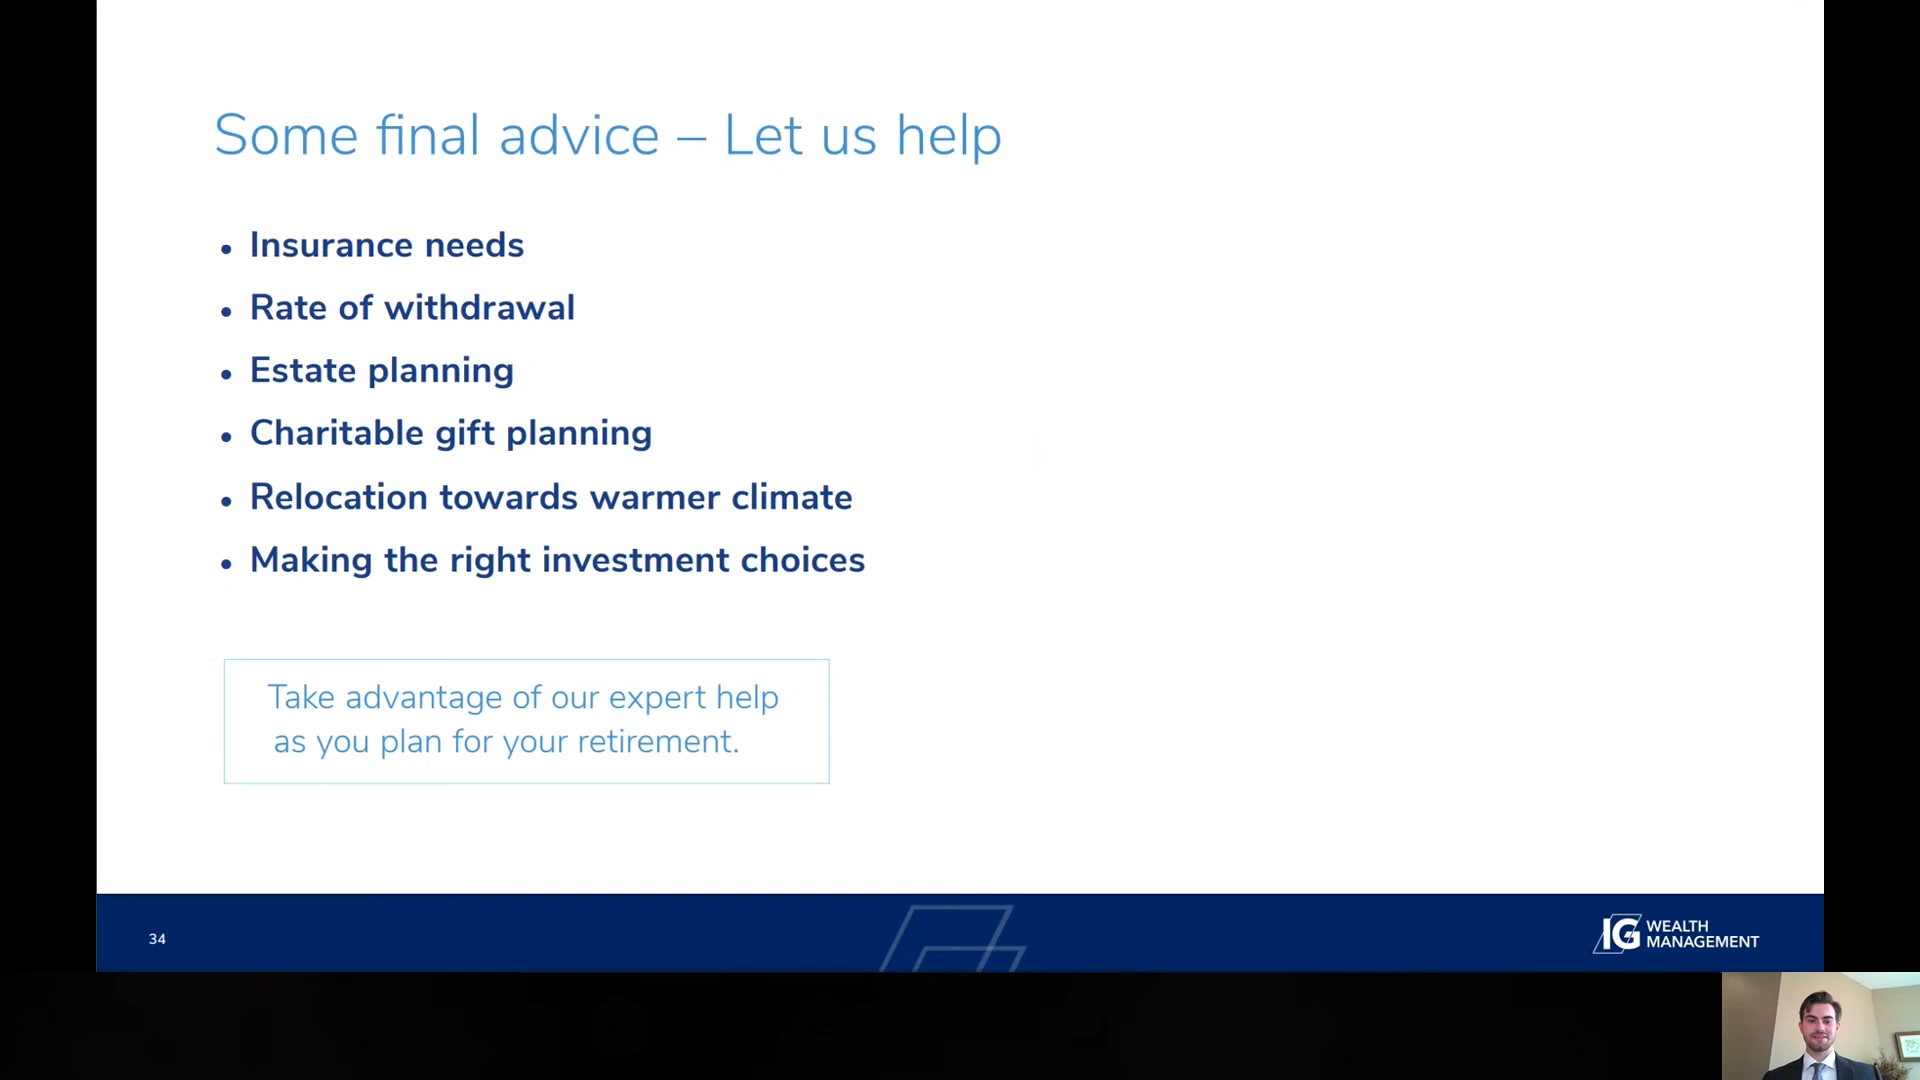 Some final advice – Let us help
• Insurance needs
• Rate of withdrawal
• Estate planning
• Charitable gift planning
• Relocation towards warmer climate
• Making the right investment choices
Take advantage of our expert help
as you plan for your retirement.
34
IG WEALTH
MANAGEMENT